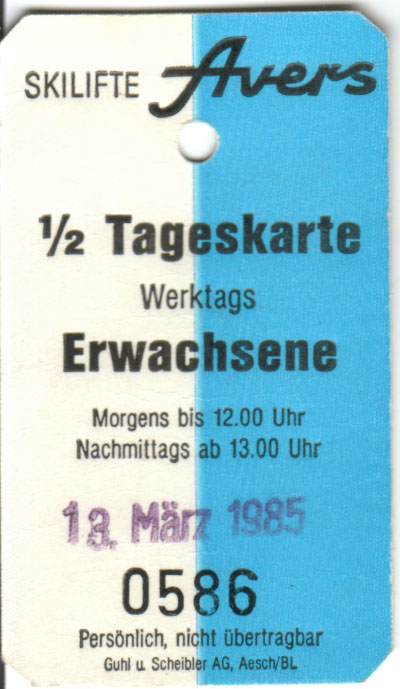 SKILIFTE Avers
½ Tageskarte
Werktags
Erwachsene
Morgens bis 12.00 Uhr
Nachmittags ab 13.00 Uhr
13. März 1985
0586
Persönlich, nicht übertragbar
Guhl u. Scheibler AG, Aesch/BL